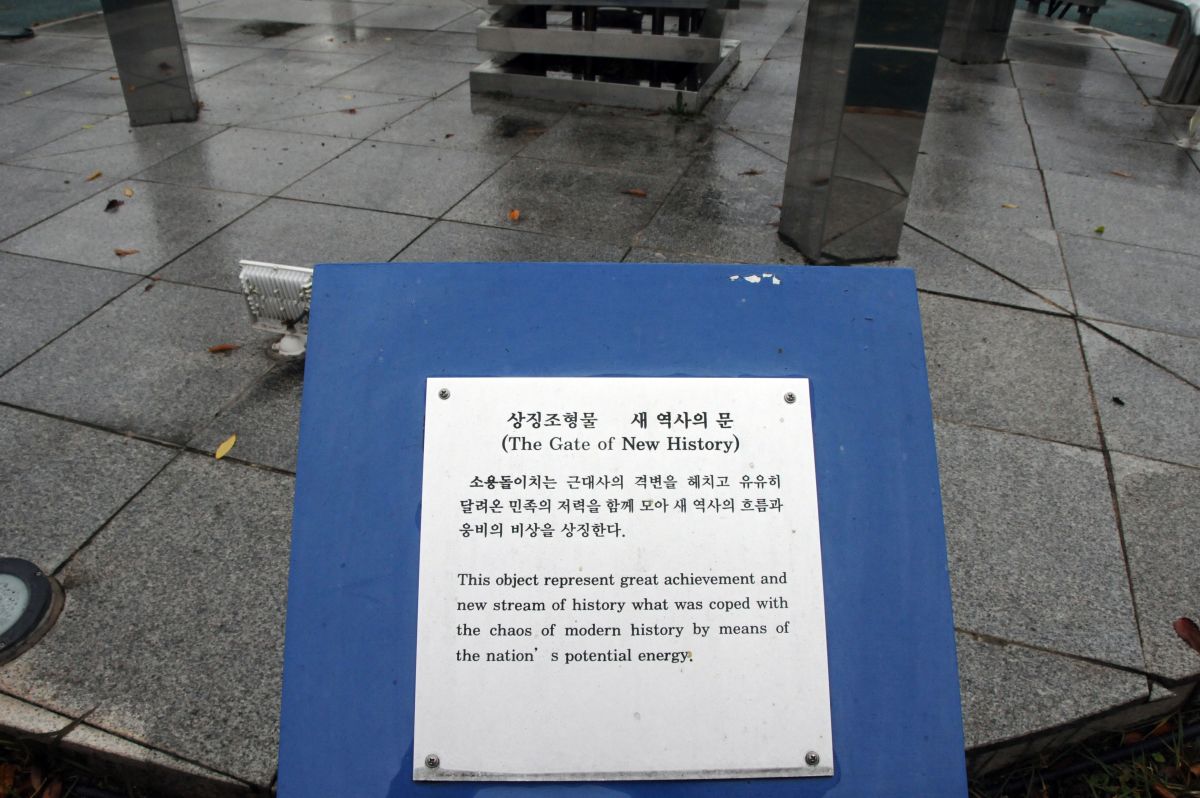 상징조형물 새 역사의 문
(The Gate of New History)
소용돌이치는 근대사의 격변을 헤치고 유유히
달려온 민족의 저력을 함께 모아 새 역사의 흐름과
웅비의 비상을 상징한다.
This object represent great achievement and
new stream of history what was coped with
the chaos of modern history by means of
the nation's potential energy.